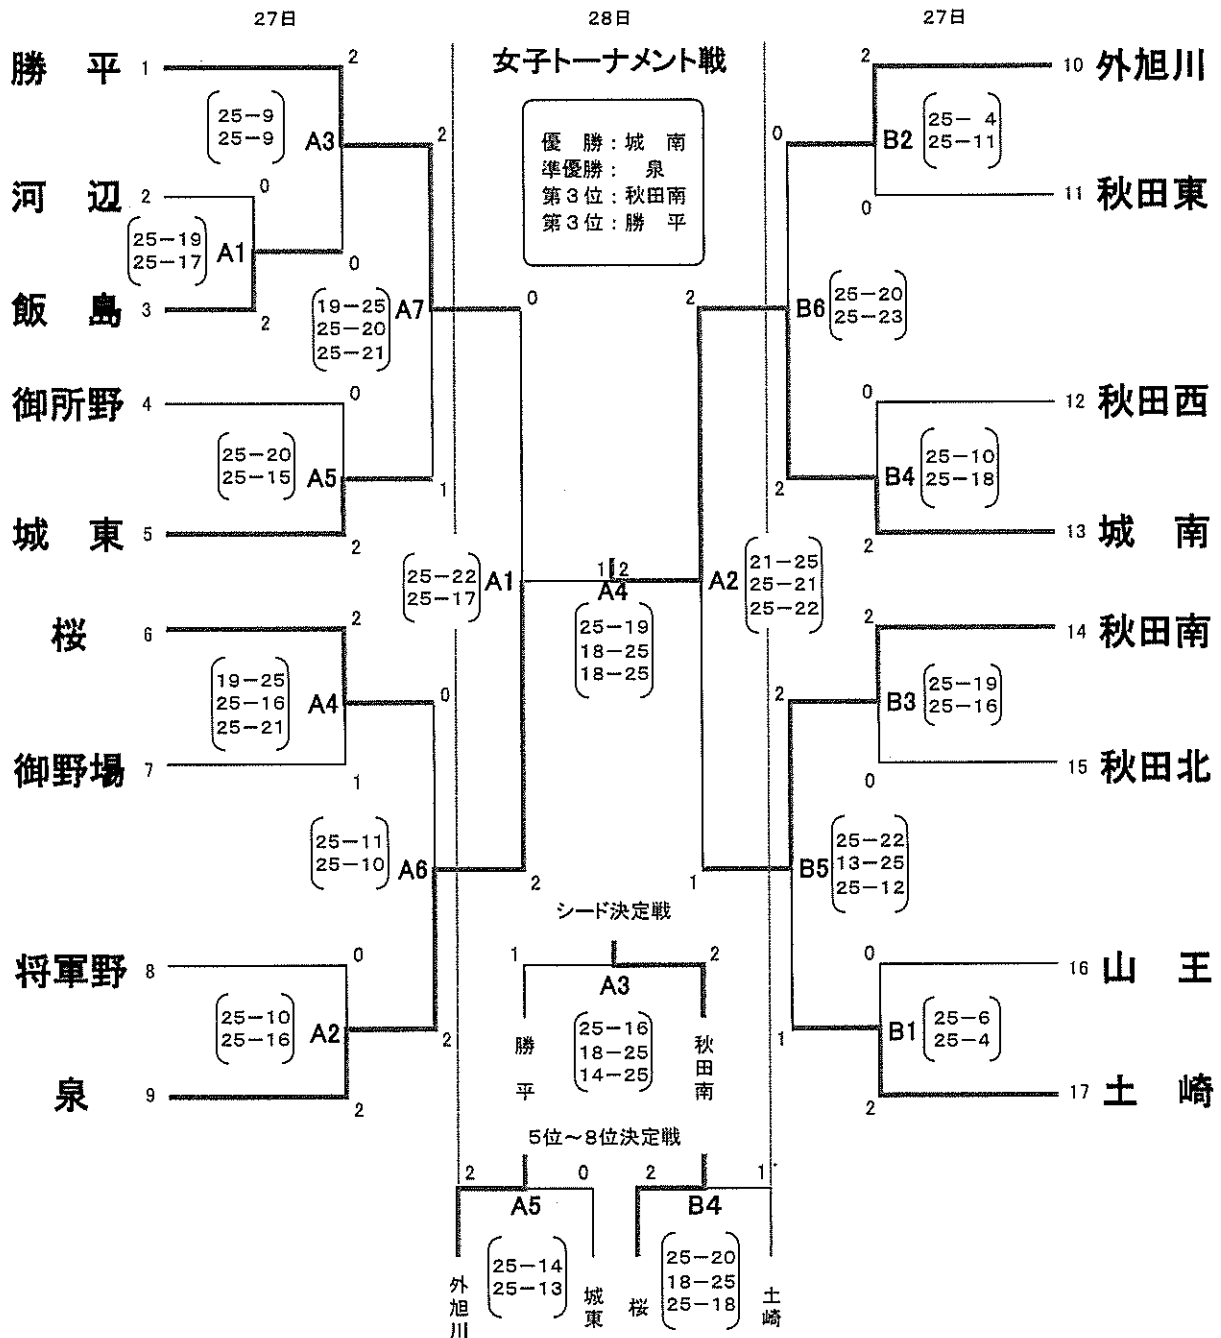 27日
28日
27日
女子トーナメント戦
優　勝：城　南
準優勝：　泉
第３位：秋田南
第３位：勝　平
勝　平 1
2
25－9
25－9
A3
2
河　辺 2
0
25－19
25－17
A1
0
飯　島 3
2
19－25
25－20
25－21
A7
0
御所野 4
0
25－20
25－15
A5
1
城　東 5
2
25－22
25－17
A1
桜 6
2
19－25
25－16
25－21
A4
0
御野場 7
1
25－11
25－10
A6
2
将軍野 8
0
25－10
25－16
A2
2
泉 9
2
1 2
A4
25－19
18－25
18－25
2
10 外旭川
0
B2
25－ 4
25－11
11 秋田東
0
2
B6
25－20
25－23
0
12 秋田西
B4
25－10
25－18
2
13 城　南
2
A2
21－25
25－21
25－22
2
14 秋田南
2
B3
25－19
25－16
15 秋田北
0
B5
25－22
13－25
25－12
1
0
16 山　王
B1
25－6
25－4
1
17 土　崎
2
シード決定戦
1
2
A3
25－16
18－25
14－25
勝　平
秋田南
5位～8位決定戦
2
0
2
1
A5
B4
25－14
25－13
25－20
18－25
25－18
外旭川
城東
桜
土崎